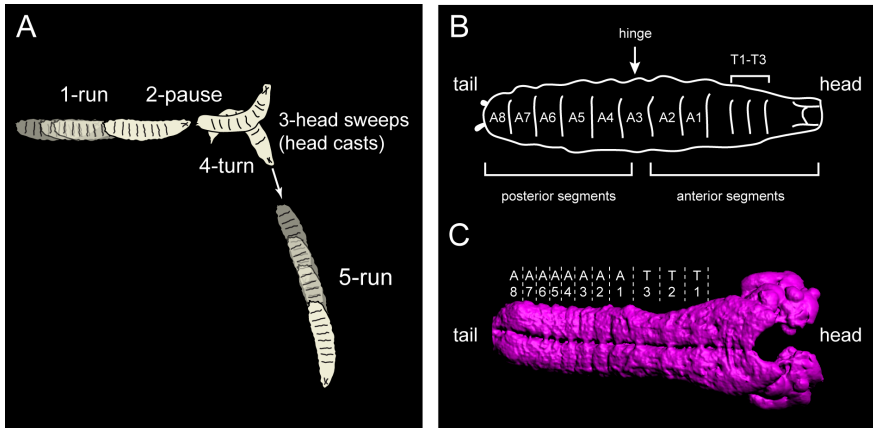 A
1-run
2-pause
3-head sweeps
(head casts)
4-turn
5-run
B
hinge
T1-T3
tail
head
A8 A7 A6 A5 A4 A3 A2 A1
posterior segments
anterior segments
C
A A A A A A A A T T T
8 7 6 5 4 3 2 1 3 2 1
tail
head